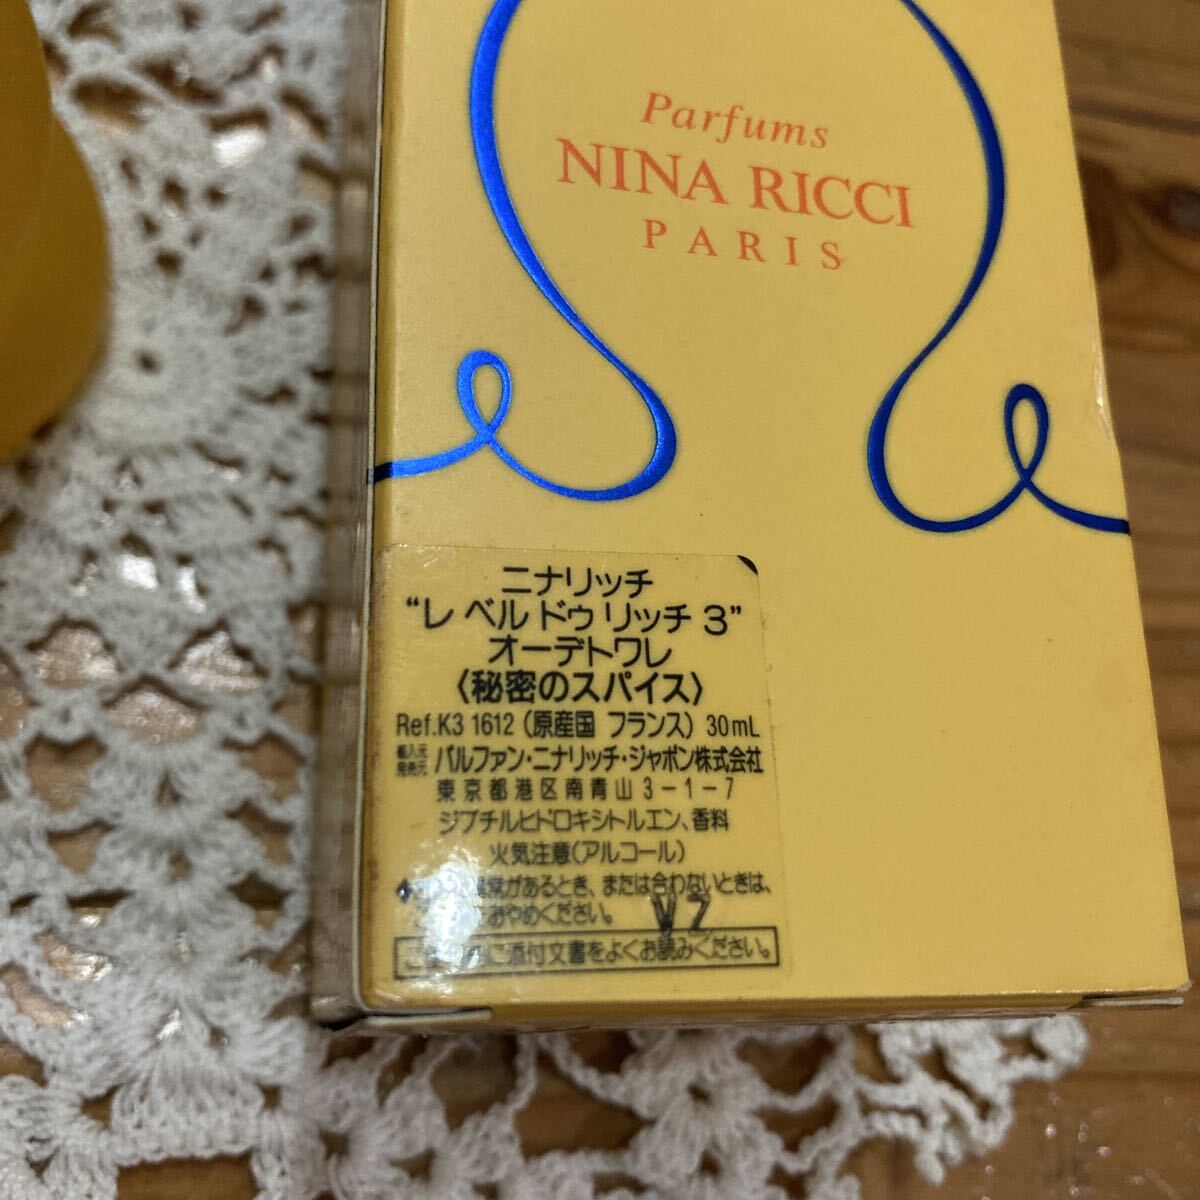 Parfums
NINA RICCI
PARIS
ニナリッチ
“レ ベル ドゥ リッチ 3”
オーデトワレ
〈秘密のスパイス〉
Ref.K3 1612（原産国 フランス）30mL
輸入元 発売元 パルファン・ニナリッチ・ジャポン株式会社
東京都港区南青山3-1-7
ジブチルヒドロキシトルエン、香料
火気注意（アルコール）
異常があるとき、または合わないときは、
おやめください。 V Z
に添付文書をよくお読みください。